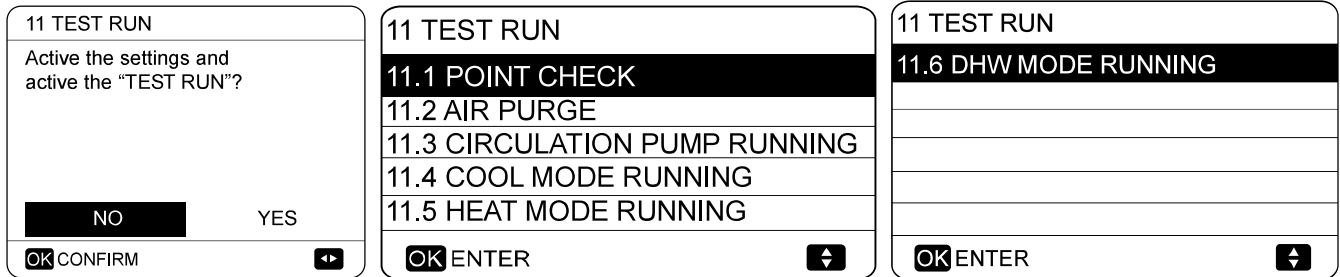 11 TEST RUN
Active the settings and
active the “TEST RUN”?
NO YES
OK CONFIRM
11 TEST RUN
11.1 POINT CHECK
11.2 AIR PURGE
11.3 CIRCULATION PUMP RUNNING
11.4 COOL MODE RUNNING
11.5 HEAT MODE RUNNING
OK ENTER
11 TEST RUN
11.6 DHW MODE RUNNING
OK ENTER